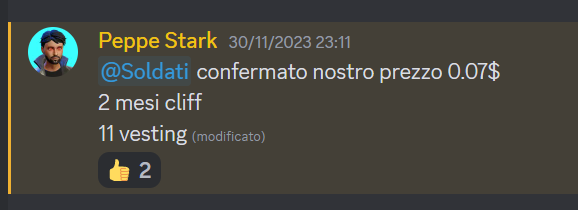 Peppe Stark 30/11/2023 23:11
@Soldati confermato nostro prezzo 0.07$
2 mesi cliff
11 vesting (modificato)
👍 2